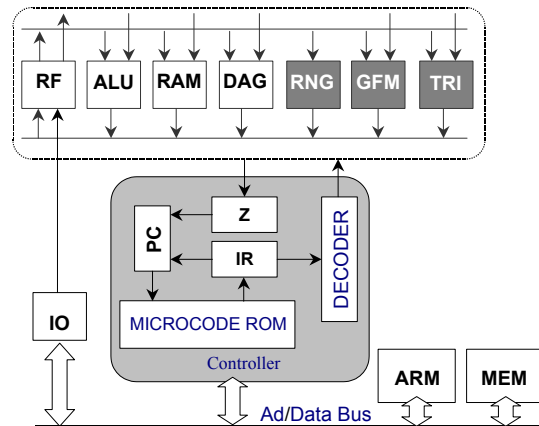 RF ALU RAM DAG RNG GFM TRI
Z
PC
IR
DECODER
MICROCODE ROM
IO
Controller
ARM MEM
Ad/Data Bus